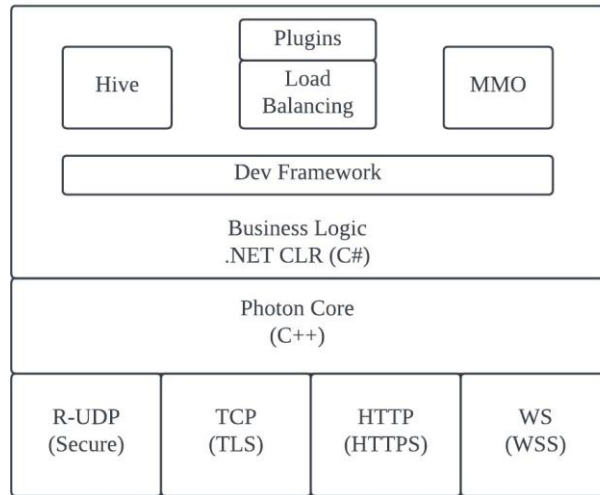 Plugins
Hive
Load
Balancing
MMO
Dev Framework
Business Logic
.NET CLR (C#)
Photon Core
(C++)
R-UDP
(Secure)
TCP
(TLS)
HTTP
(HTTPS)
WS
(WSS)